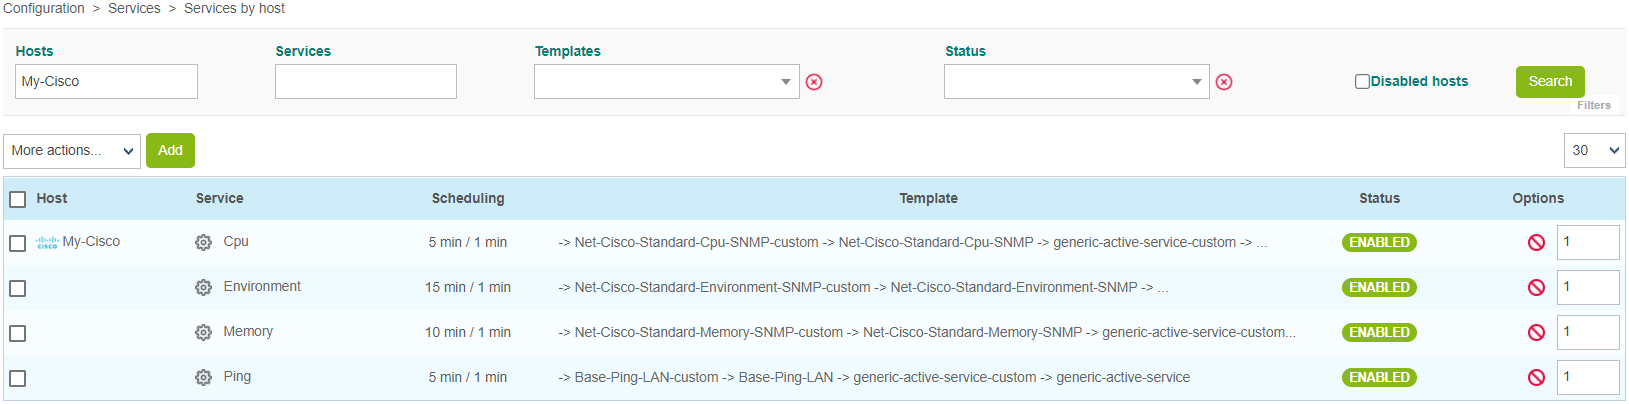 Configuration > Services > Services by host
Hosts Services Templates Status
My-Cisco Disabled hosts Search
Filters
More actions... Add 30
Host Service Scheduling Template Status Options
CISCO My-Cisco Cpu 5 min / 1 min -> Net-Cisco-Standard-Cpu-SNMP-custom -> Net-Cisco-Standard-Cpu-SNMP -> generic-active-service-custom -> ... ENABLED 1
Environment 15 min / 1 min -> Net-Cisco-Standard-Environment-SNMP-custom -> Net-Cisco-Standard-Environment-SNMP -> ... ENABLED 1
Memory 10 min / 1 min -> Net-Cisco-Standard-Memory-SNMP-custom -> Net-Cisco-Standard-Memory-SNMP -> generic-active-service-custom... ENABLED 1
Ping 5 min / 1 min -> Base-Ping-LAN-custom -> Base-Ping-LAN -> generic-active-service-custom -> generic-active-service ENABLED 1